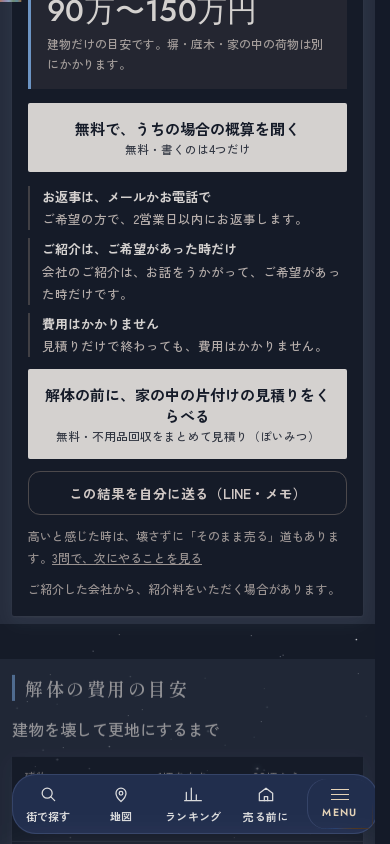 90万〜150万円
建物だけの目安です。塀・庭木・家の中の荷物は別
にかかります。
無料で、うちの場合の概算を聞く
無料・書くのは4つだけ
お返事は、メールかお電話で
ご希望の方で、2営業日以内にお返事します。
ご紹介は、ご希望があった時だけ
会社のご紹介は、お話をうかがって、ご希望があっ
た時だけです。
費用はかかりません
見積りだけで終わっても、費用はかかりません。
解体の前に、家の中の片付けの見積りをく
らべる
無料・不用品回収をまとめて見積り（ぽいみつ）
この結果を自分に送る（LINE・メモ）
高いと感じた時は、壊さずに「そのまま売る」道もありま
す。3問で、次にやることを見る
ご紹介した会社から、紹介料をいただく場合があります。
解体の費用の目安
建物を壊して更地にするまで
街で探す
地図
ランキング
売る前に
MENU